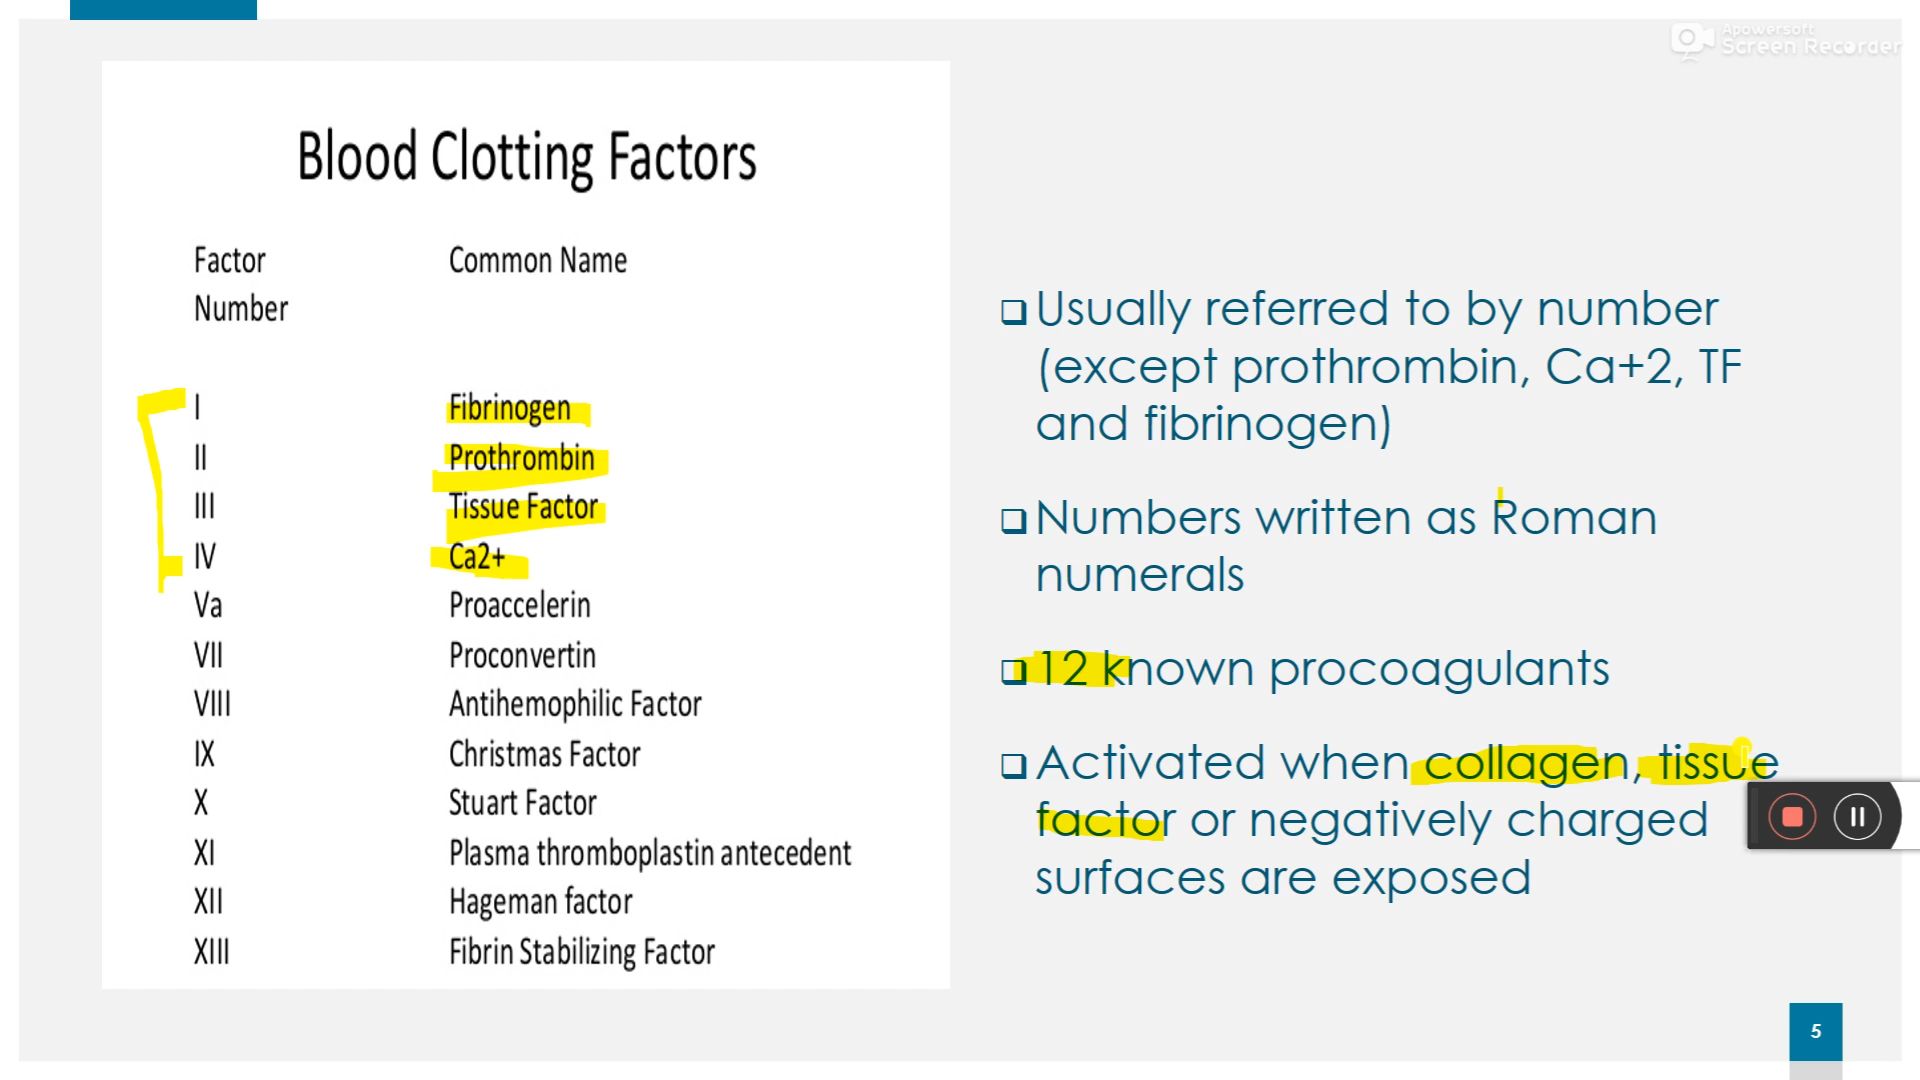 Apowersoft
Screen Recorder
Blood Clotting Factors
Factor Common Name
Number
I Fibrinogen
II Prothrombin
III Tissue Factor
IV Ca2+
Va Proaccelerin
VII Proconvertin
VIII Antihemophilic Factor
IX Christmas Factor
X Stuart Factor
XI Plasma thromboplastin antecedent
XII Hageman factor
XIII Fibrin Stabilizing Factor
Usually referred to by number
(except prothrombin, Ca+2, TF
and fibrinogen)
Numbers written as Roman
numerals
12 known procoagulants
Activated when collagen, tissue
factor or negatively charged
surfaces are exposed
5